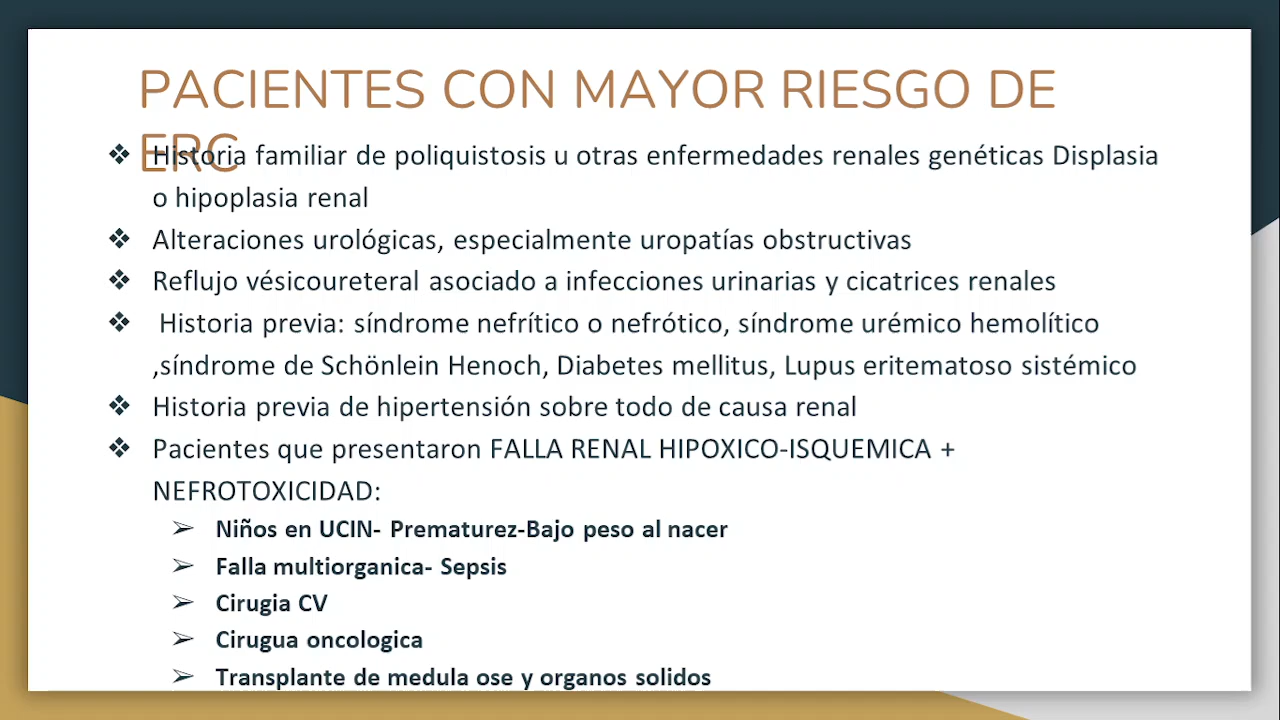 PACIENTES CON MAYOR RIESGO DE
ERC
❖ Historia familiar de poliquistosis u otras enfermedades renales genéticas Displasia
o hipoplasia renal
❖ Alteraciones urológicas, especialmente uropatías obstructivas
❖ Reflujo vésicoureteral asociado a infecciones urinarias y cicatrices renales
❖ Historia previa: síndrome nefrítico o nefrótico, síndrome urémico hemolítico
,síndrome de Schönlein Henoch, Diabetes mellitus, Lupus eritematoso sistémico
❖ Historia previa de hipertensión sobre todo de causa renal
❖ Pacientes que presentaron FALLA RENAL HIPOXICO-ISQUEMICA +
NEFROTOXICIDAD:
➢ Niños en UCIN- Prematurez-Bajo peso al nacer
➢ Falla multiorganica- Sepsis
➢ Cirugia CV
➢ Cirugua oncologica
➢ Transplante de medula ose y organos solidos